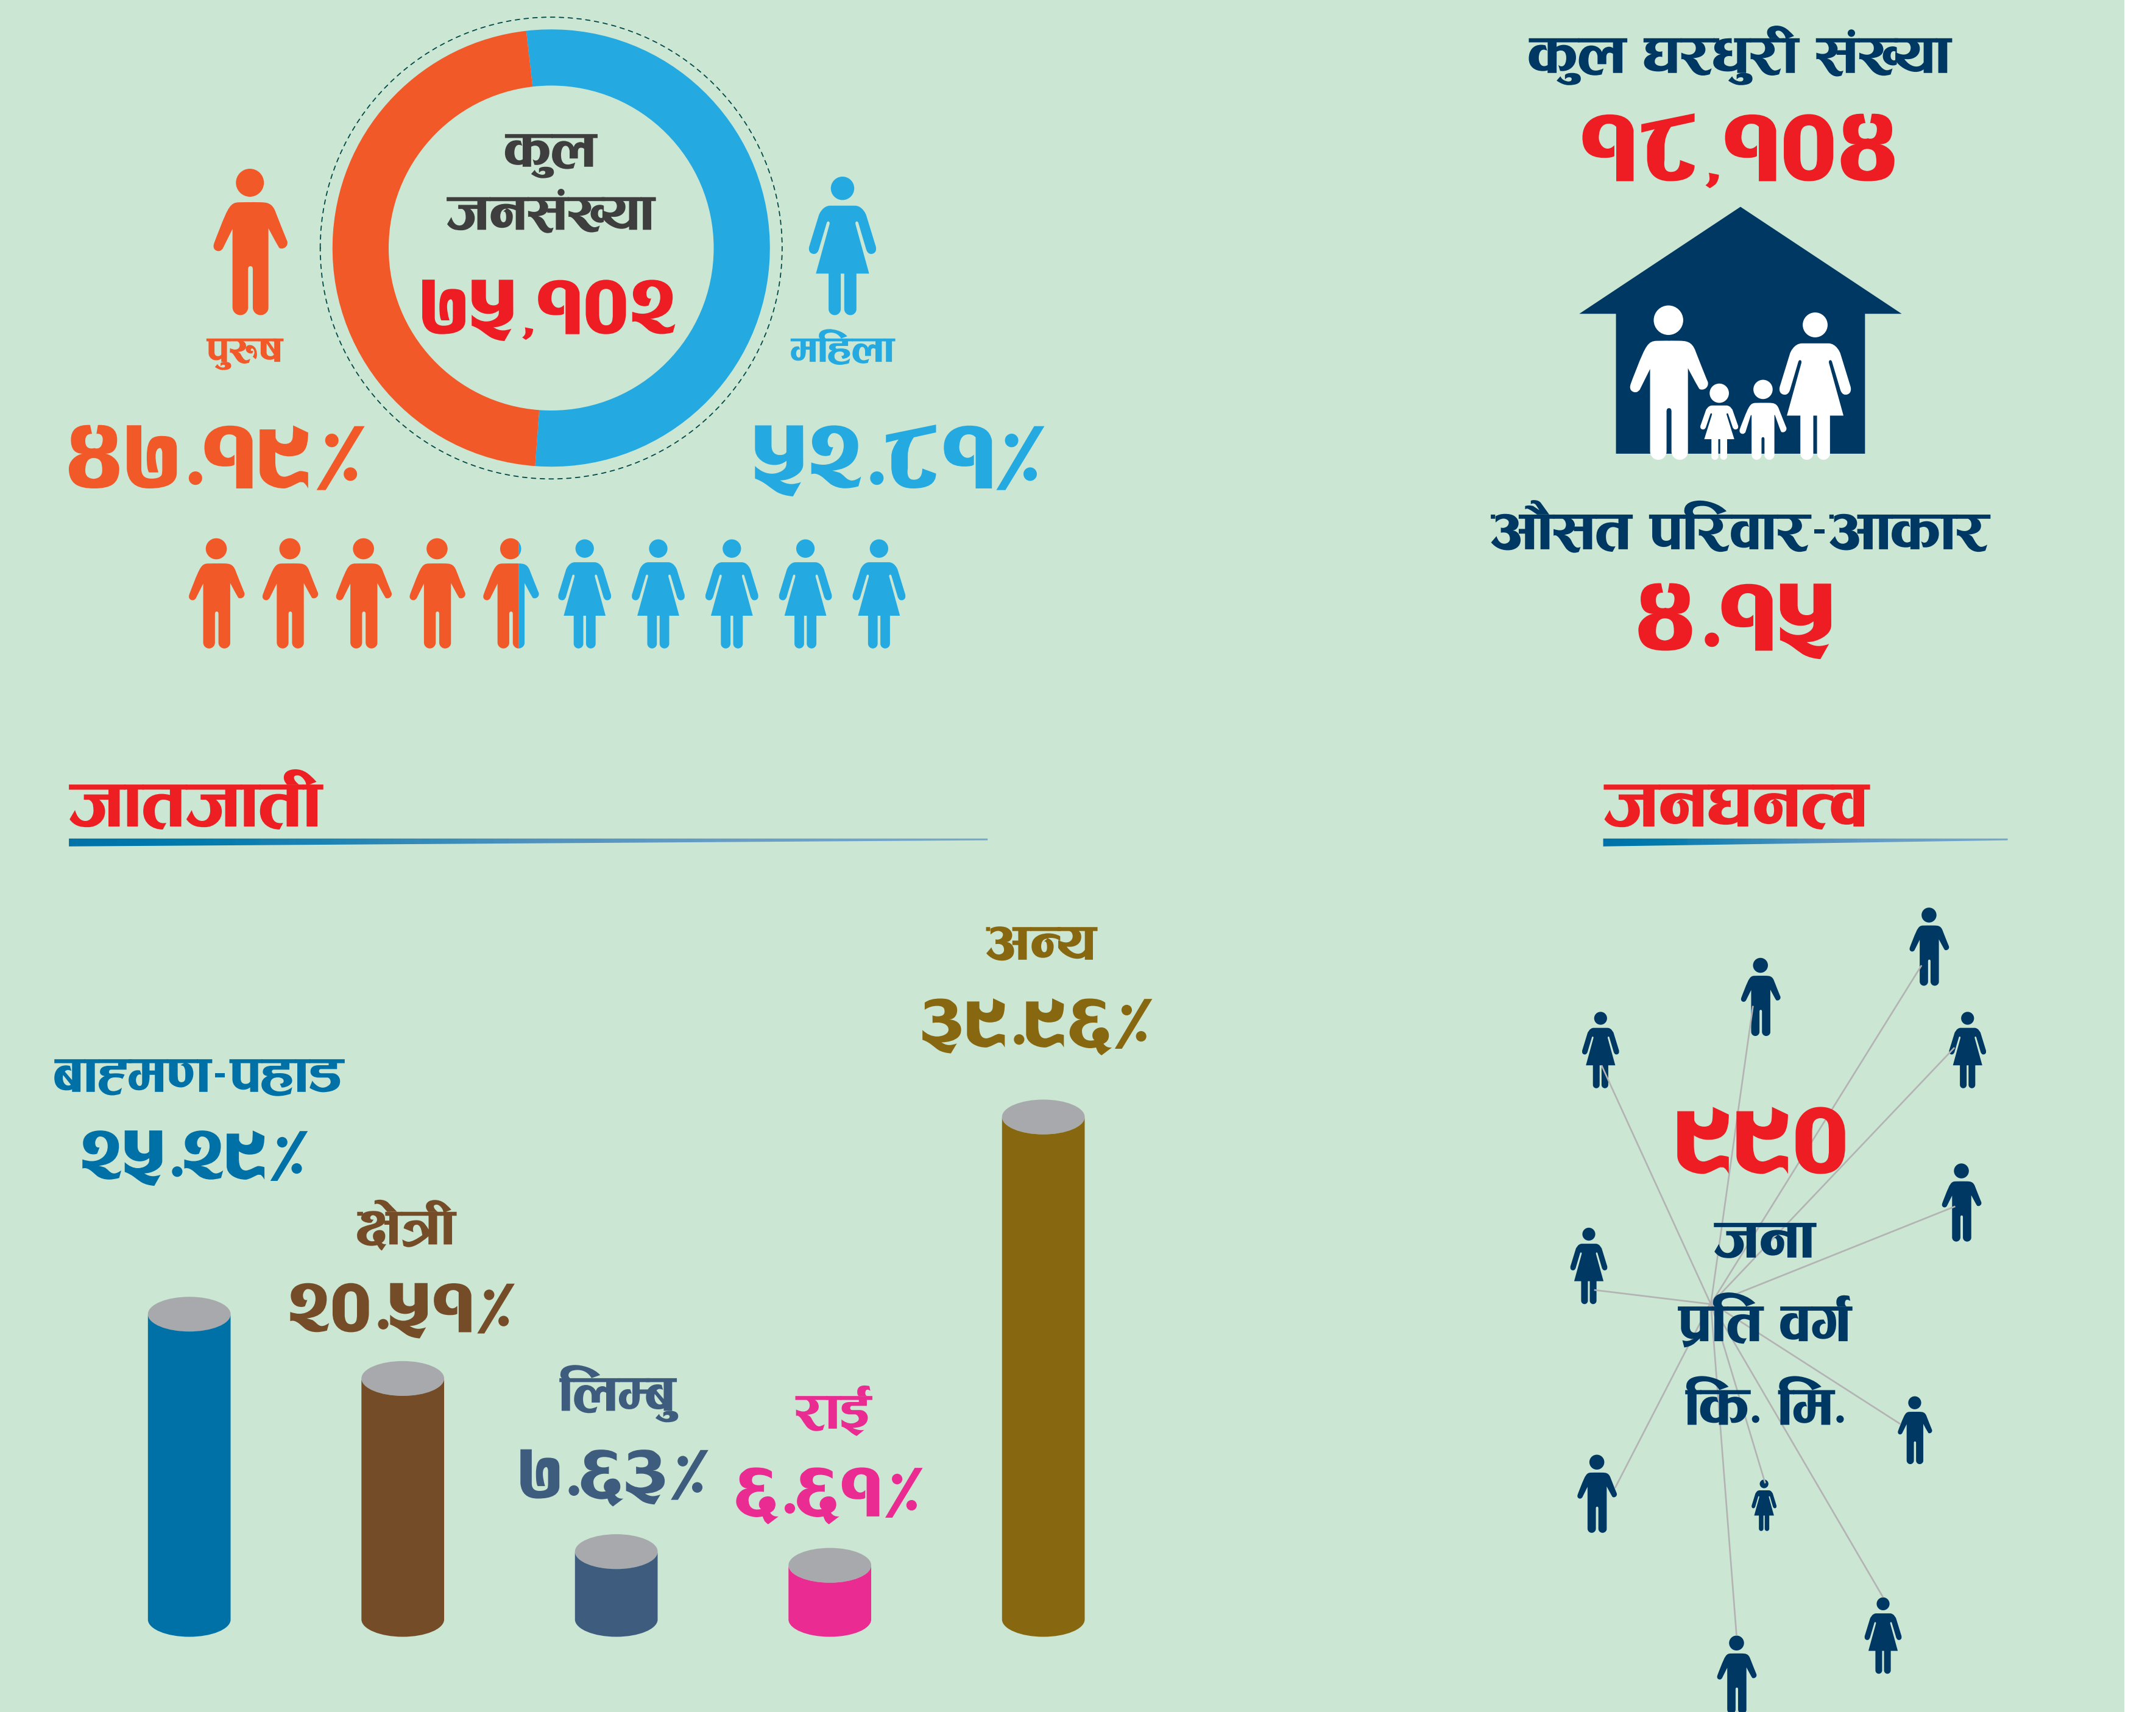 कुल
जनसंख्या
७५,१०२
पुरुष
४७.१९%
महिला
५२.८१%
कुल घरधुरी संख्या
१८,१०४
औसत परिवार-आकार
४.१५
जातजाती
बाहमण-पहाड
२५.२९%
क्षेत्री
२०.५१%
लिम्बु
७.६३%
राई
६.६१%
अन्य
३९.९६%
जनघनत्व
९९०
जना
प्रति वर्ग
कि. मि.